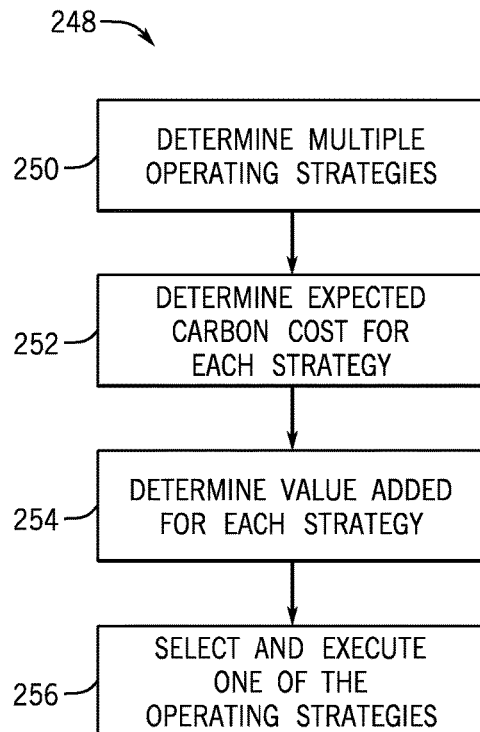 248
250
DETERMINE MULTIPLE
OPERATING STRATEGIES
252
DETERMINE EXPECTED
CARBON COST FOR
EACH STRATEGY
254
DETERMINE VALUE ADDED
FOR EACH STRATEGY
256
SELECT AND EXECUTE
ONE OF THE
OPERATING STRATEGIES